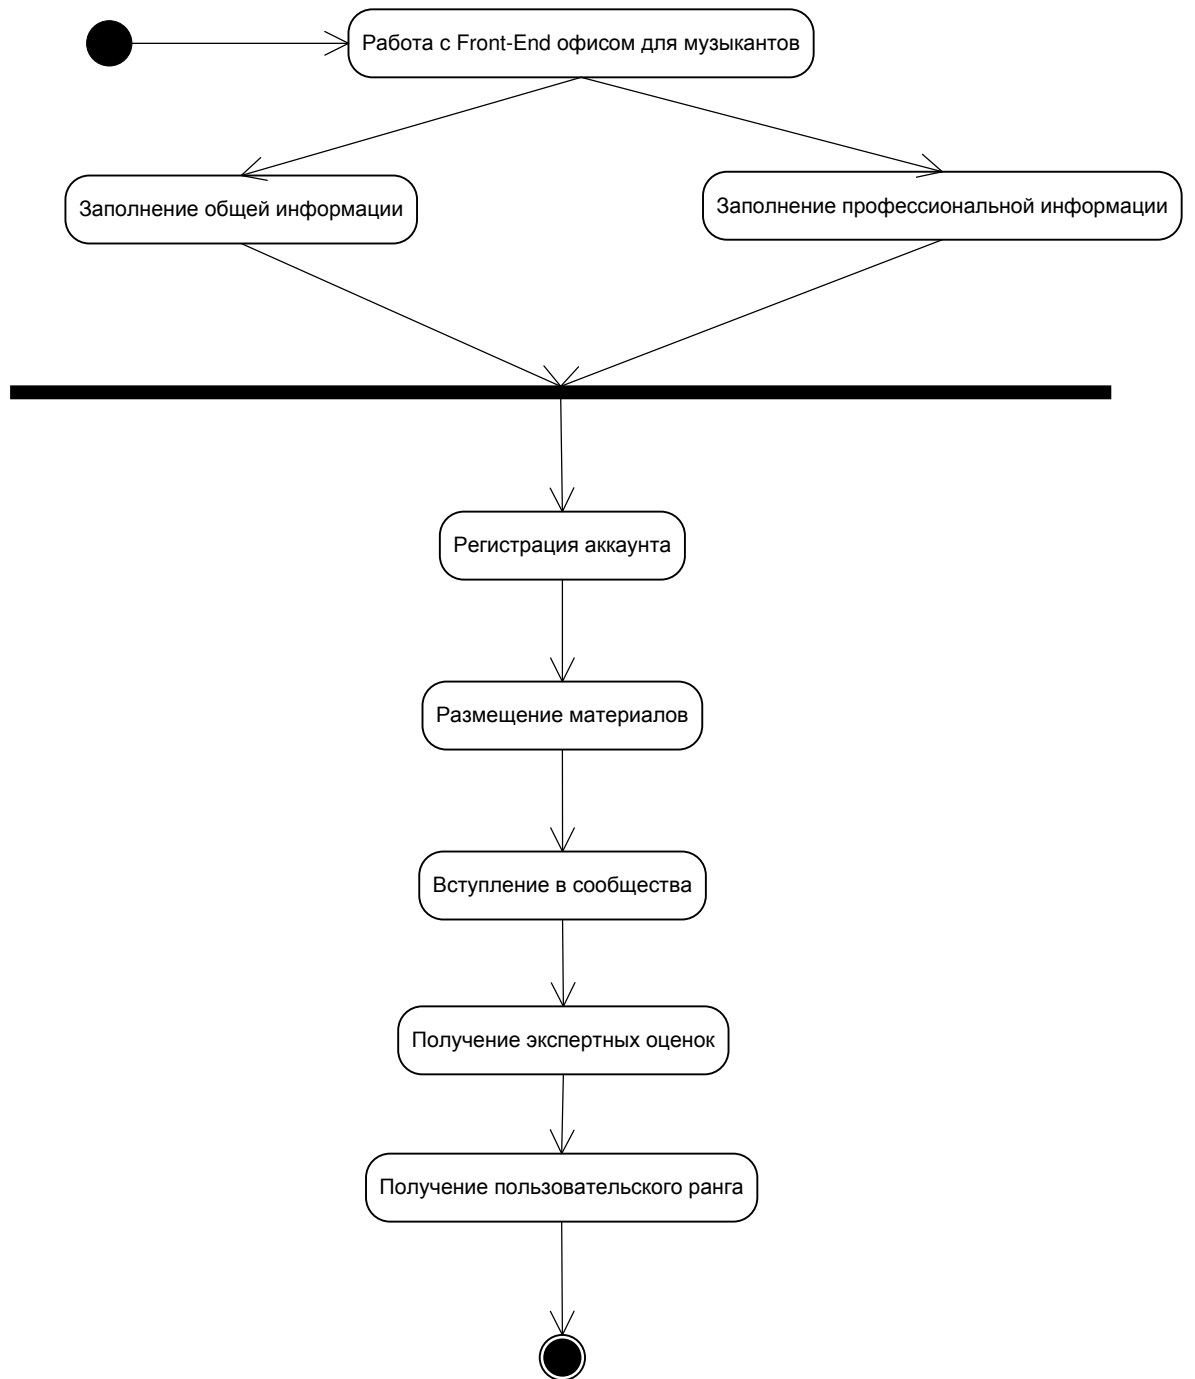 Работа с Front-End офисом для музыкантов
Заполнение общей информации
Заполнение профессиональной информации
Регистрация аккаунта
Размещение материалов
Вступление в сообщества
Получение экспертных оценок
Получение пользовательского ранга